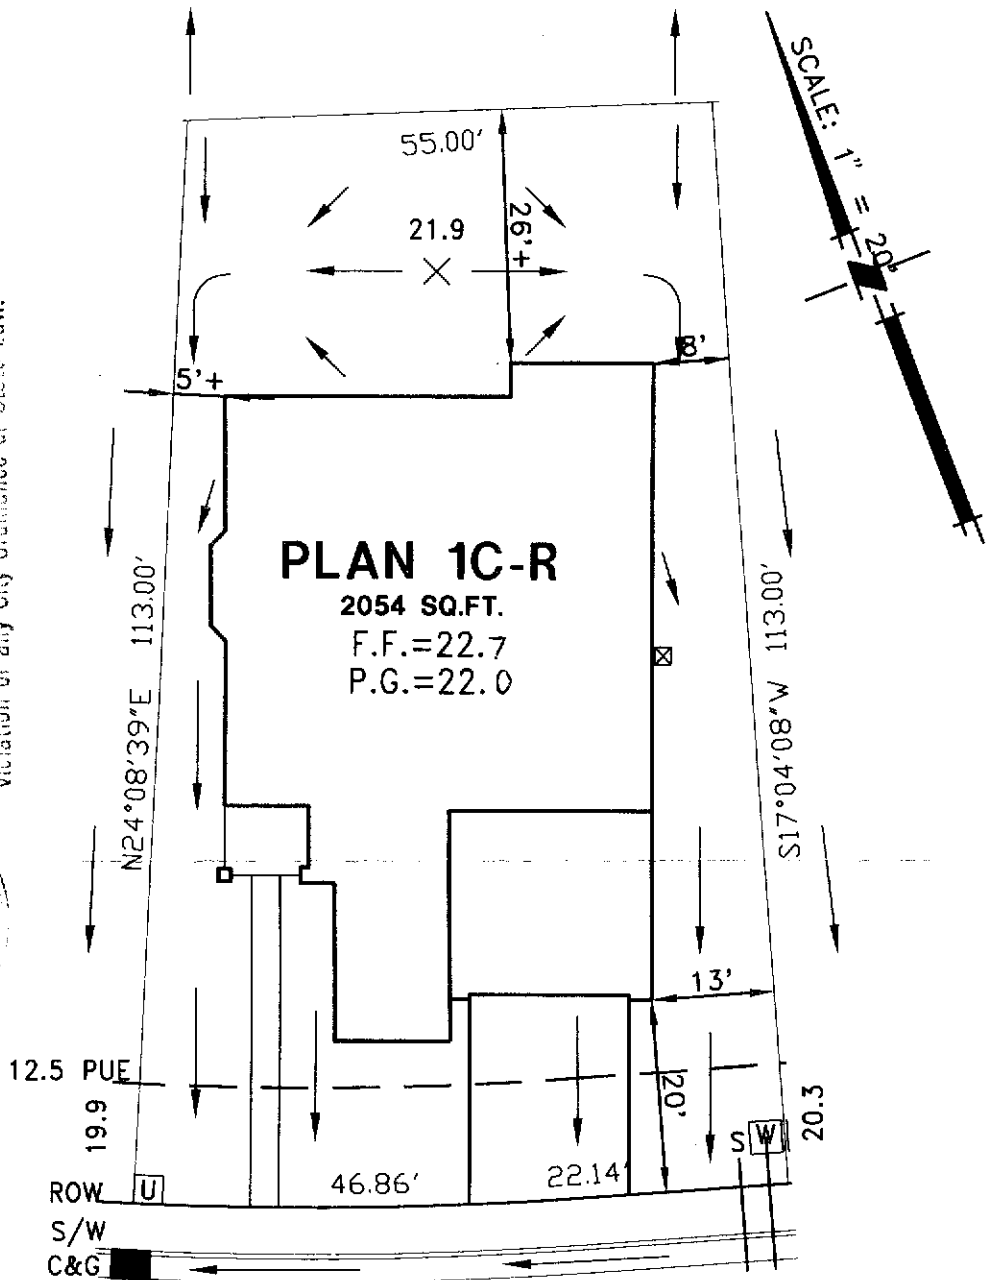 SCALE: 1" = 20'
55.00'
26'+
21.9
8'
5'+
PLAN 1C-R
2054 SQ.FT.
F.F.=22.7
P.G.=22.0
N24°08'39"E 113.00'
S17°04'08"W 113.00'
13'
12.5 PUE
20'
19.9
20.3
S
W
46.86'
22.14'
ROW
U
S/W
C&G